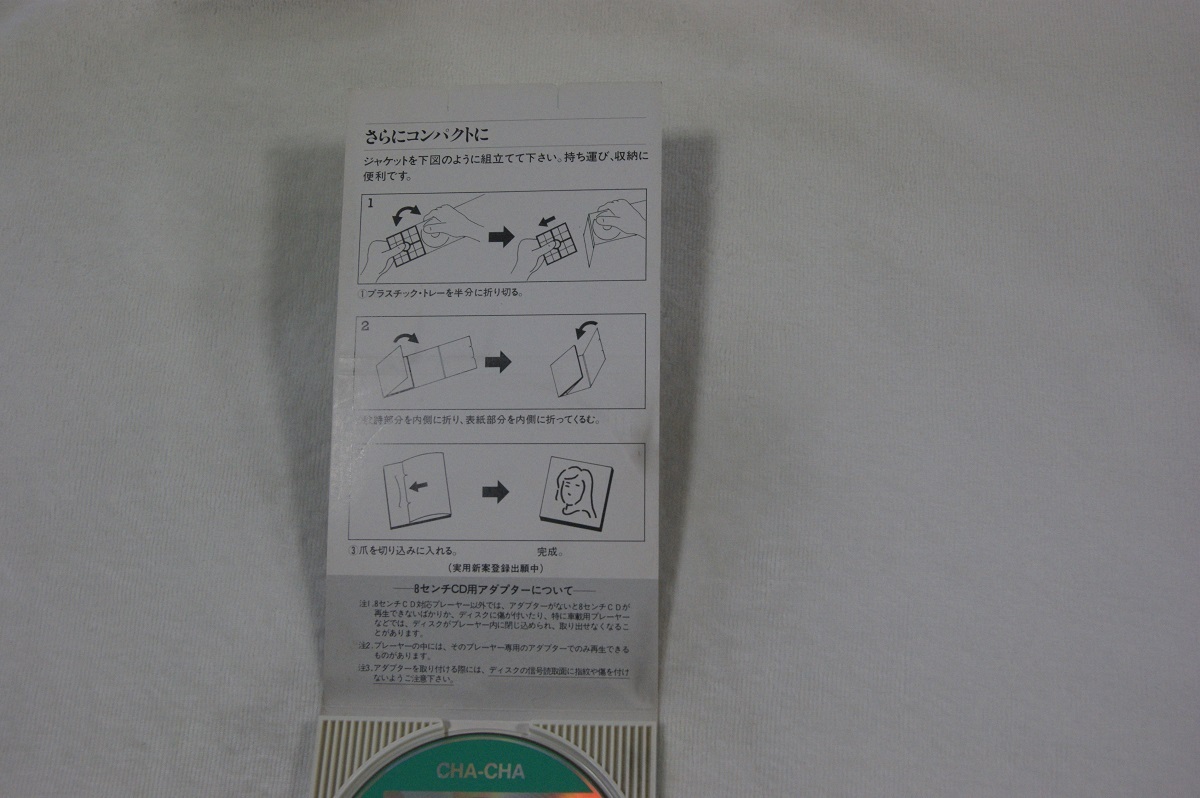 さらにコンパクトに
ジャケットを下図のように組立てて下さい。持ち運び、収納に
便利です。
1
①プラスチック・トレーを半分に折り切る。
2
詩部分を内側に折り、表紙部分を内側に折ってくるむ。
③爪を切り込みに入れる。 完成。
(実用新案登録出願中)
8センチCD用アダプターについて
注1.8センチCD対応プレーヤー以外では、アダプターがないと8センチCDが
再生できないばかりか、ディスクに傷が付いたり、特に車載用プレーヤー
などでは、ディスクがプレーヤー内に閉じ込められ、取り出せなくなるこ
とがあります。
注2.プレーヤーの中には、そのプレーヤー専用のアダプターでのみ再生できる
ものがあります。
注3.アダプターを取り付ける際には、ディスクの信号読取面に指紋や傷を付け
ないようご注意下さい。
CHA-CHA